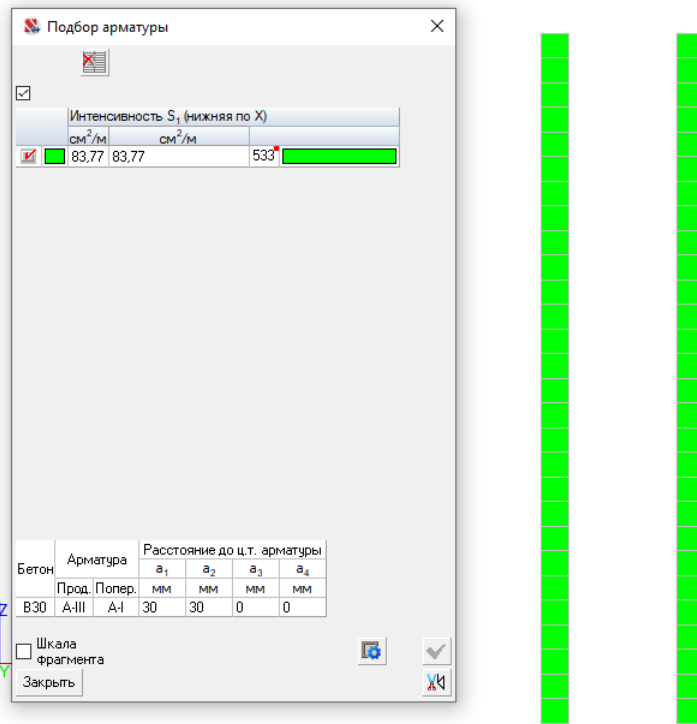 Подбор арматуры
Интенсивность S₁ (нижняя по X)
см²/м см²/м
83,77 83,77 533
Бетон Арматура Расстояние до ц.т. арматуры
a₁ a₂ a₃ a₄
Прод. Попер. мм мм мм мм
B30 A-III A-I 30 30 0 0
Z
Шкала
фрагмента
Y
Закрыть